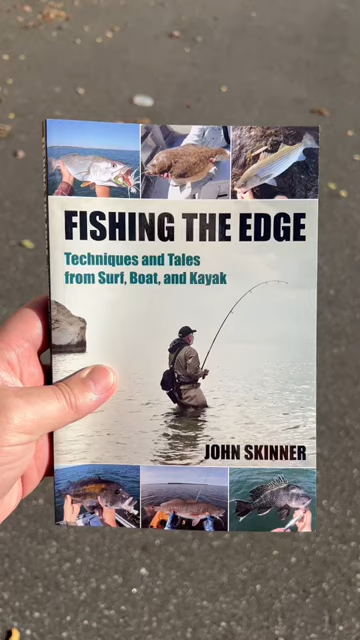 FISHING THE EDGE
Techniques and Tales
from Surf, Boat, and Kayak
JOHN SKINNER